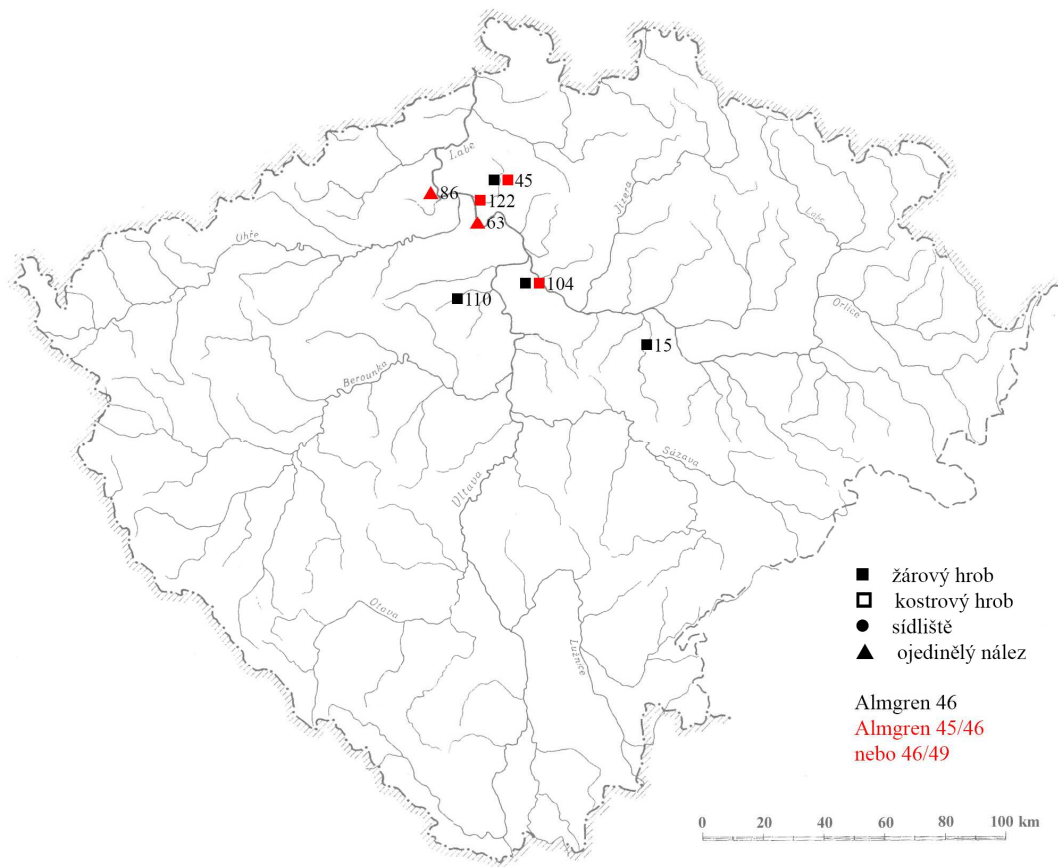 Labe
45
86
122
Jizera
63
Labe
Ohře
104
110
Orlice
15
Berounka
Sázava
Vltava
žárový hrob
kostrový hrob
sídliště
Otava
ojedinělý nález
Lužnice
Almgren 46
Almgren 45/46
nebo 46/49
0 20 40 60 80 100 km